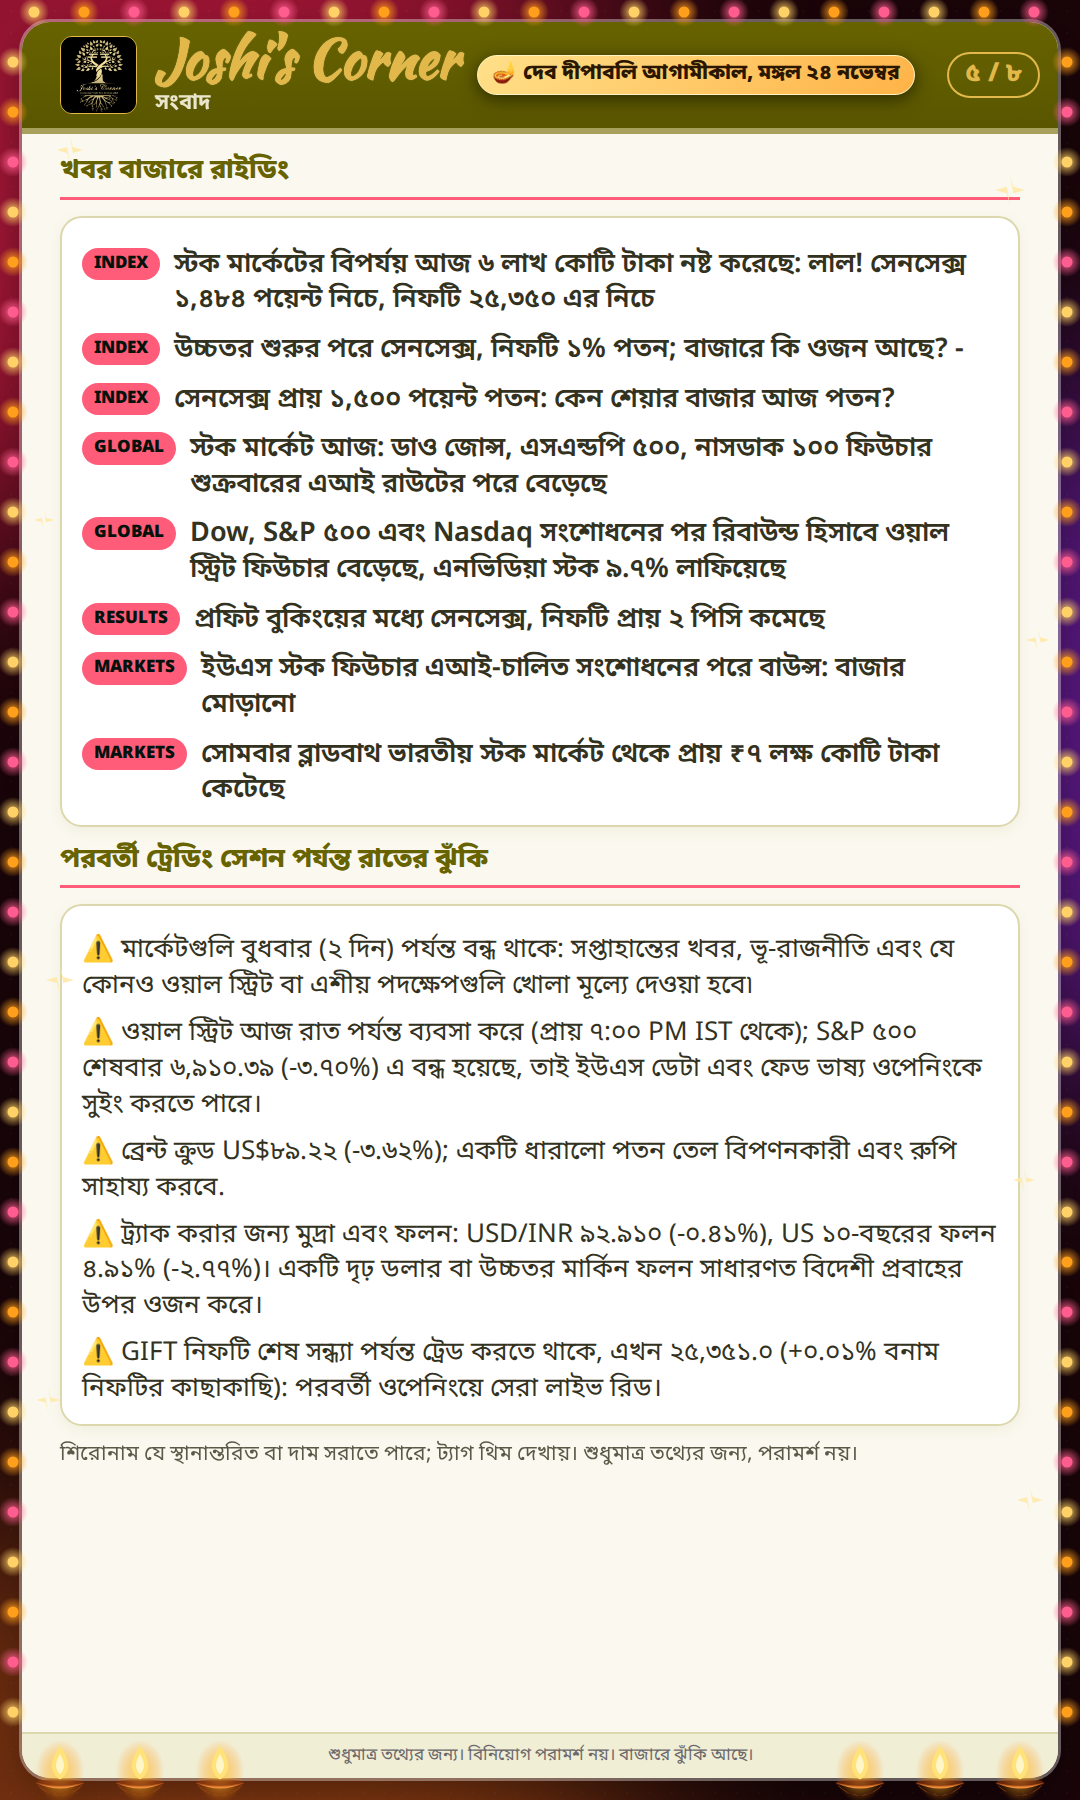 Joshi's Corner
Joshi's Corner
সংবাদ
🪔 দেব দীপাবলি আগামীকাল, মঙ্গল ২৪ নভেম্বর
৫ / ৮
খবর বাজারে রাইডিং
INDEX স্টক মার্কেটের বিপর্যয় আজ ৬ লাখ কোটি টাকা নষ্ট করেছে: লাল! সেনসেক্স
১,৪৮৪ পয়েন্ট নিচে, নিফটি ২৫,৩৫০ এর নিচে
INDEX উচ্চতর শুরুর পরে সেনসেক্স, নিফটি ১% পতন; বাজারে কি ওজন আছে? -
INDEX সেনসেক্স প্রায় ১,৫০০ পয়েন্ট পতন: কেন শেয়ার বাজার আজ পতন?
GLOBAL স্টক মার্কেট আজ: ডাও জোন্স, এসএন্ডপি ৫০০, নাসডাক ১০০ ফিউচার
শুক্রবারের এআই রাউটের পরে বেড়েছে
GLOBAL Dow, S&P ৫০০ এবং Nasdaq সংশোধনের পর রিবাউন্ড হিসাবে ওয়াল
স্ট্রিট ফিউচার বেড়েছে, এনভিডিয়া স্টক ৯.৭% লাফিয়েছে
RESULTS প্রফিট বুকিংয়ের মধ্যে সেনসেক্স, নিফটি প্রায় ২ পিসি কমেছে
MARKETS ইউএস স্টক ফিউচার এআই-চালিত সংশোধনের পরে বাউন্স: বাজার
মোড়ানো
MARKETS সোমবার ব্লাডবাথ ভারতীয় স্টক মার্কেট থেকে প্রায় ₹৭ লক্ষ কোটি টাকা
কেটেছে
পরবর্তী ট্রেডিং সেশন পর্যন্ত রাতের ঝুঁকি
⚠️ মার্কেটগুলি বুধবার (২ দিন) পর্যন্ত বন্ধ থাকে: সপ্তাহান্তের খবর, ভূ-রাজনীতি এবং যে
কোনও ওয়াল স্ট্রিট বা এশীয় পদক্ষেপগুলি খোলা মূল্যে দেওয়া হবে৷
⚠️ ওয়াল স্ট্রিট আজ রাত পর্যন্ত ব্যবসা করে (প্রায় ৭:০০ PM IST থেকে); S&P ৫০০
শেষবার ৬,৯১০.৩৯ (-৩.৭০%) এ বন্ধ হয়েছে, তাই ইউএস ডেটা এবং ফেড ভাষ্য ওপেনিংকে
সুইং করতে পারে।
⚠️ ব্রেন্ট ক্রুড US$৮৯.২২ (-৩.৬২%); একটি ধারালো পতন তেল বিপণনকারী এবং রুপি
সাহায্য করবে.
⚠️ ট্র্যাক করার জন্য মুদ্রা এবং ফলন: USD/INR ৯২.৯১০ (-০.৪১%), US ১০-বছরের ফলন
৪.৯১% (-২.৭৭%)। একটি দৃঢ় ডলার বা উচ্চতর মার্কিন ফলন সাধারণত বিদেশী প্রবাহের
উপর ওজন করে।
⚠️ GIFT নিফটি শেষ সন্ধ্যা পর্যন্ত ট্রেড করতে থাকে, এখন ২৫,৩৫১.০ (+০.০১% বনাম
নিফটির কাছাকাছি): পরবর্তী ওপেনিংয়ে সেরা লাইভ রিড।
শিরোনাম যে স্থানান্তরিত বা দাম সরাতে পারে; ট্যাগ থিম দেখায়। শুধুমাত্র তথ্যের জন্য, পরামর্শ নয়।
শুধুমাত্র তথ্যের জন্য। বিনিয়োগ পরামর্শ নয়। বাজারে ঝুঁকি আছে।